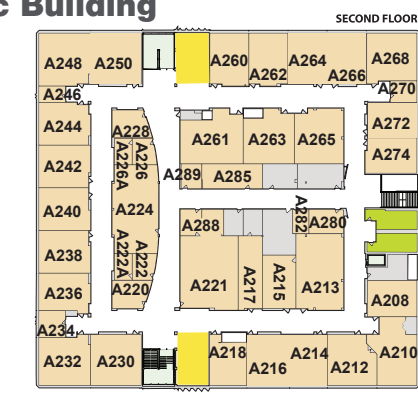 c Building
SECOND FLOOR
A248 A250 A260 A262 A264 A266 A268
A246 A270
A244 A228 A261 A263 A265 A272
A242 A226A A226 A289 A285 A274
A240 A224 A288 A282 A280
A238 A222A A222 A221 A217 A215 A213
A236 A220 A208
A234
A232 A230 A218 A216 A214 A212 A210